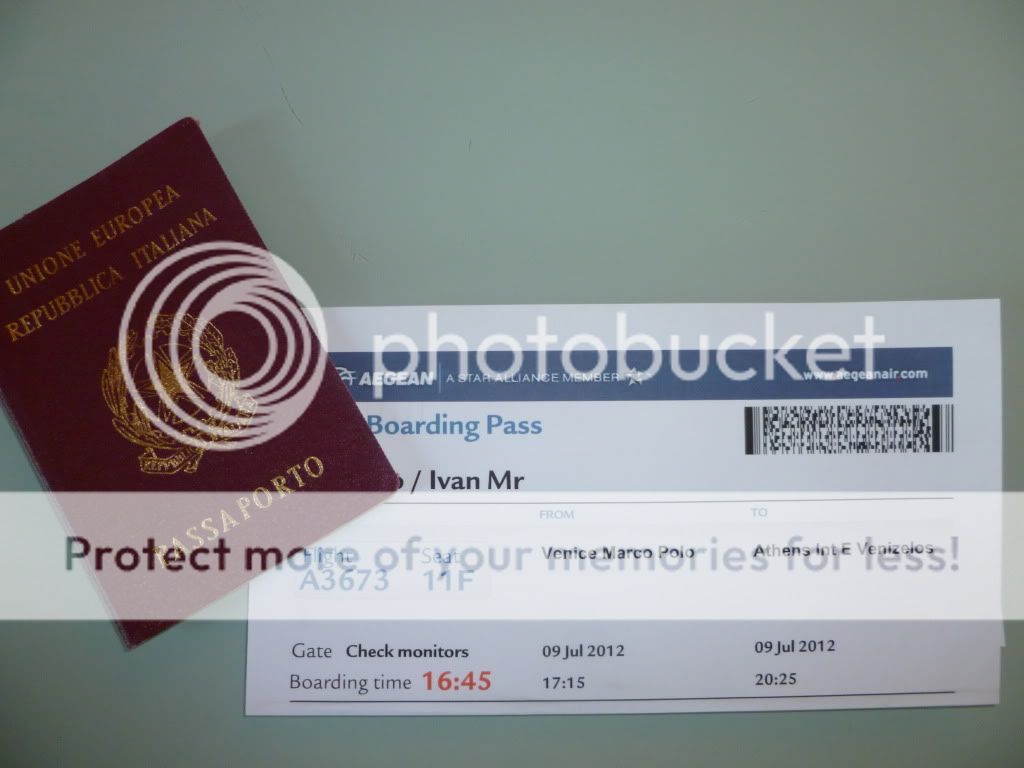 UNIONE EUROPEA
REPUBBLICA ITALIANA
PASSAPORTO
photobucket
AEGEAN A STAR ALLIANCE MEMBER www.aegeanair.com
Boarding Pass
o / Ivan Mr
FROM TO
Protect more of your memories for less!
Flight Seat Venice Marco Polo Athens Int E Venizelos
A3673 11F
Gate Check monitors 09 Jul 2012 09 Jul 2012
Boarding time 16:45 17:15 20:25